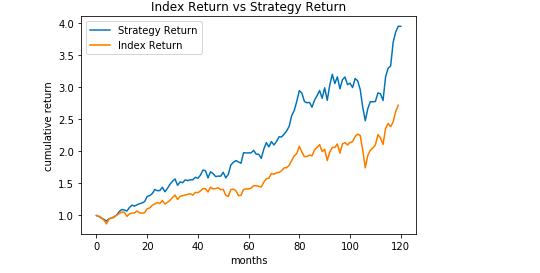 Index Return vs Strategy Return
Strategy Return
Index Return
cumulative return
4.0
3.5
3.0
2.5
2.0
1.5
1.0
0
20
40
60
80
100
120
months